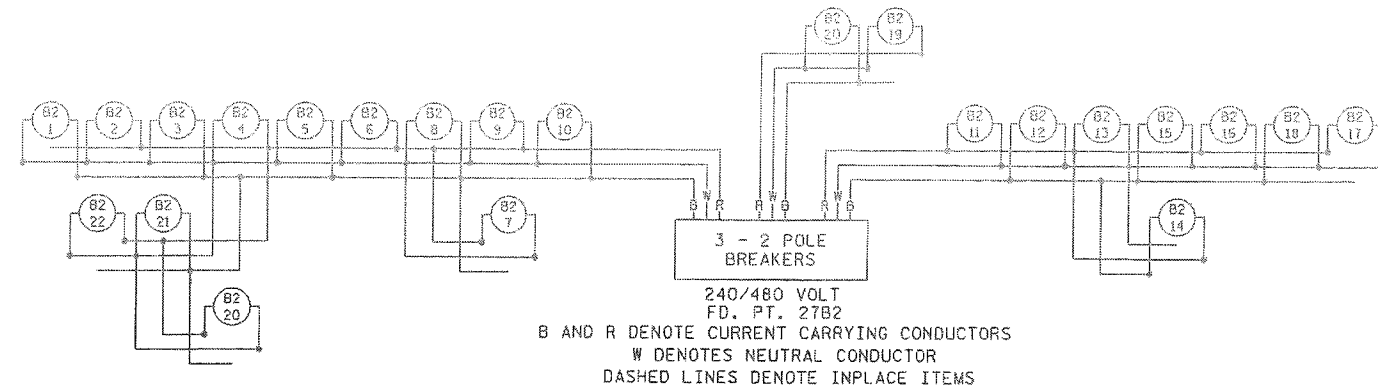 B2 20
B2 19
B2 1
B2 2
B2 3
B2 4
B2 5
B2 6
B2 8
B2 9
B2 10
B2 11
B2 12
B2 13
B2 15
B2 16
B2 18
B2 17
B2 22
B2 21
B2 7
B2 14
B2 20
B W R
R W B
R W B
3 - 2 POLE
BREAKERS
240/480 VOLT
FD. PT. 27B2
B AND R DENOTE CURRENT CARRYING CONDUCTORS
W DENOTES NEUTRAL CONDUCTOR
DASHED LINES DENOTE INPLACE ITEMS